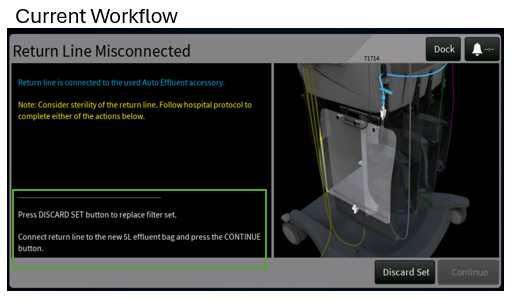 Current Workflow
Return Line Misconnected
Dock
T1714
Return line is connected to the used Auto Effluent accessory.
Note: Consider sterility of the return line. Follow hospital protocol to
complete either of the actions below.
Press DISCARD SET button to replace filter set.
Connect return line to the new 5L effluent bag and press the CONTINUE
button.
Discard Set
Continue